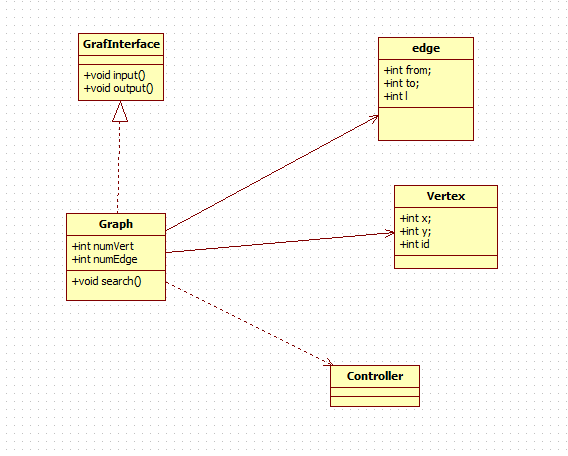 GrafInterface
+void input()
+void output()
edge
+int from;
+int to;
+int l
Graph
+int numVert
+int numEdge
+void search()
Vertex
+int x;
+int y;
+int id
Controller